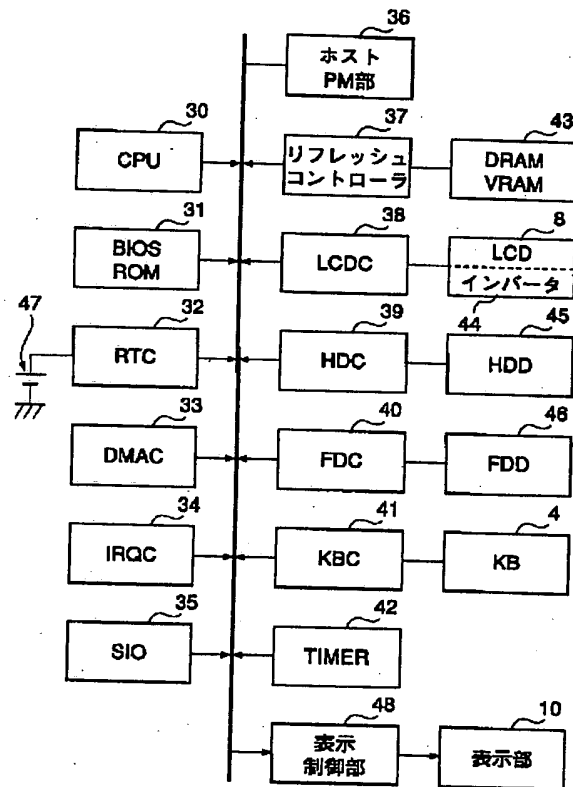 36
ホスト
PM部
30
CPU
37
リフレッシュ
コントローラ
43
DRAM
VRAM
31
BIOS
ROM
38
LCDC
8
LCD
インバータ
44
47
32
RTC
39
HDC
45
HDD
33
DMAC
40
FDC
46
FDD
34
IRQC
41
KBC
4
KB
35
SIO
42
TIMER
48
表示
制御部
10
表示部